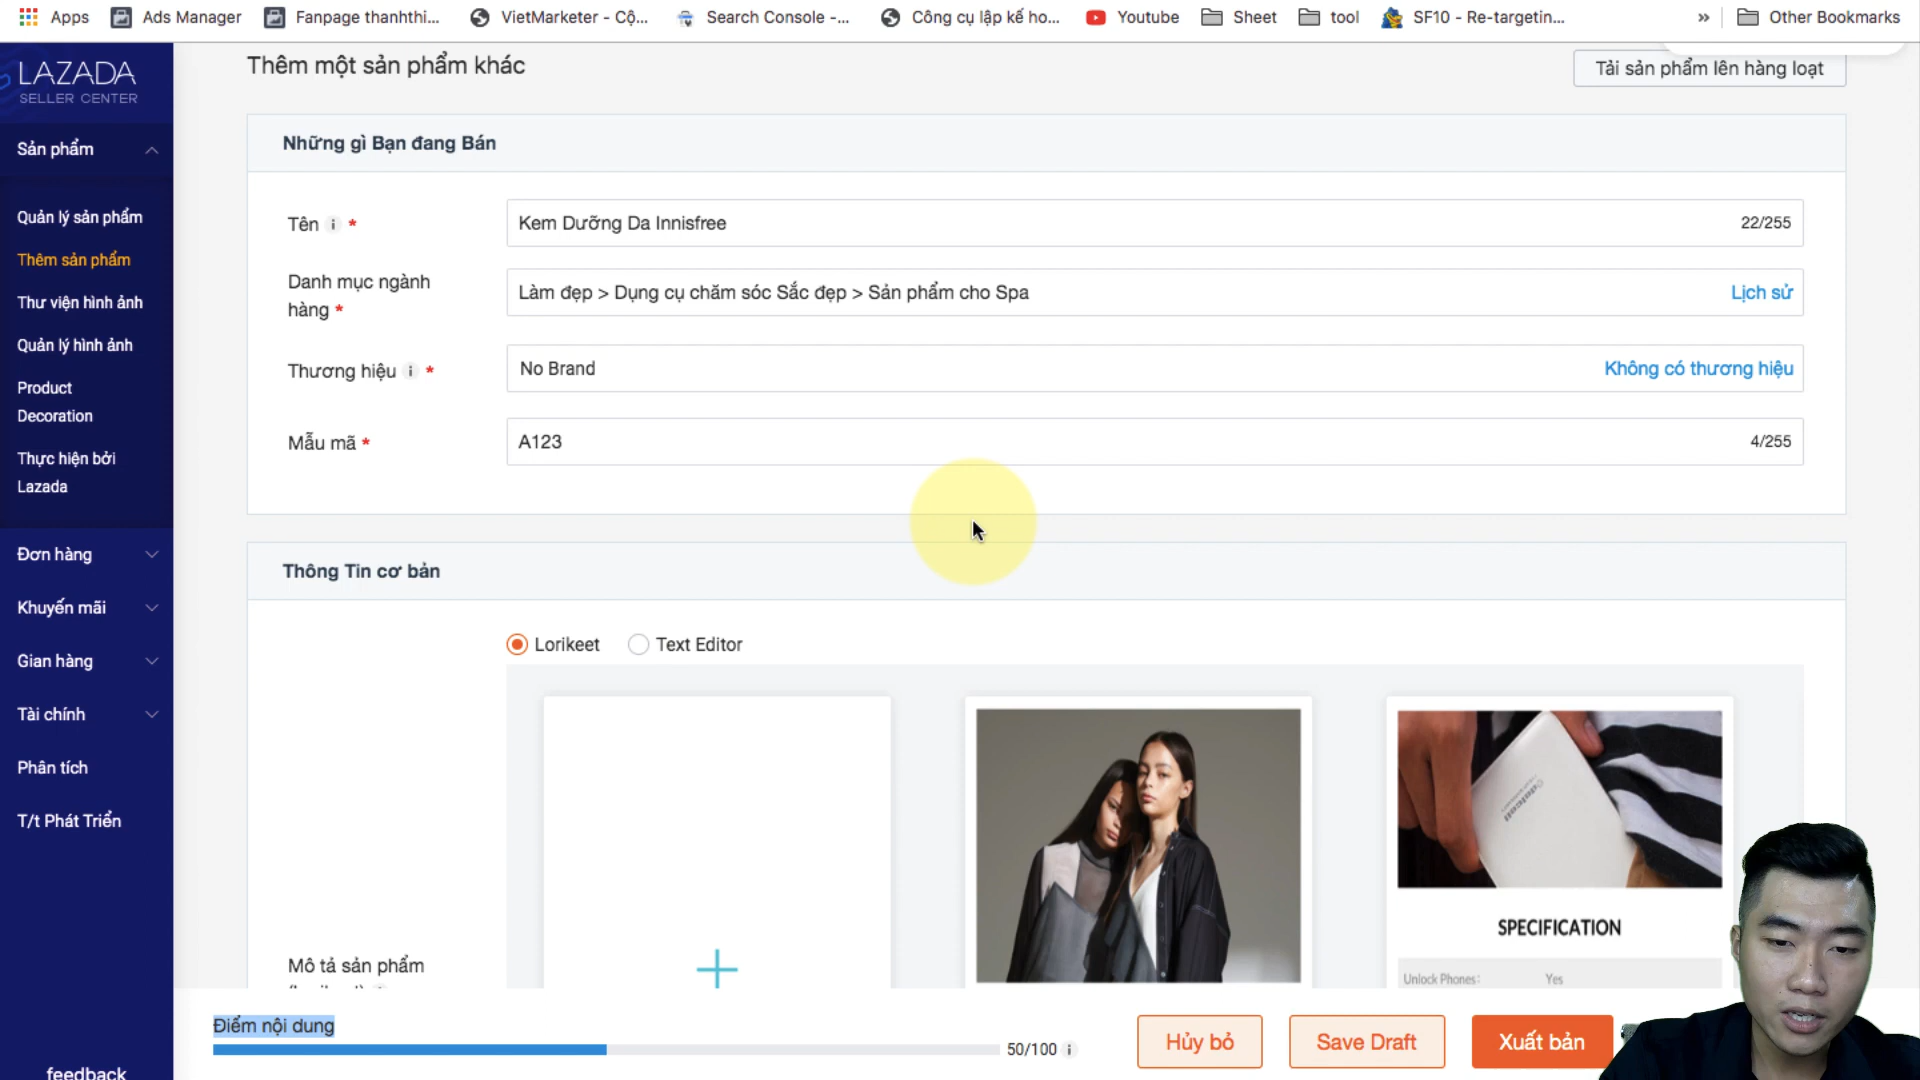 Apps
Ads Manager
Fanpage thanhthi...
VietMarketer - Cộ...
Search Console -...
Công cụ lập kế ho...
Youtube
Sheet
tool
SF10 - Re-targetin...
»
Other Bookmarks
LAZADA
SELLER CENTER
Thêm một sản phẩm khác
Tải sản phẩm lên hàng loạt
Sản phẩm
Quản lý sản phẩm
Thêm sản phẩm
Thư viện hình ảnh
Quản lý hình ảnh
Product
Decoration
Thực hiện bởi
Lazada
Đơn hàng
Khuyến mãi
Gian hàng
Tài chính
Phân tích
T/t Phát Triển
feedback
Những gì Bạn đang Bán
Tên i *
Kem Dưỡng Da Innisfree
22/255
Danh mục ngành
hàng *
Làm đẹp > Dụng cụ chăm sóc Sắc đẹp > Sản phẩm cho Spa
Lịch sử
Thương hiệu i *
No Brand
Không có thương hiệu
Mẫu mã *
A123
4/255
Thông Tin cơ bản
Lorikeet
Text Editor
SPECIFICATION
Unlock Phones:
Yes
Mô tả sản phẩm
Điểm nội dung
50/100 i
Hủy bỏ
Save Draft
Xuất bản